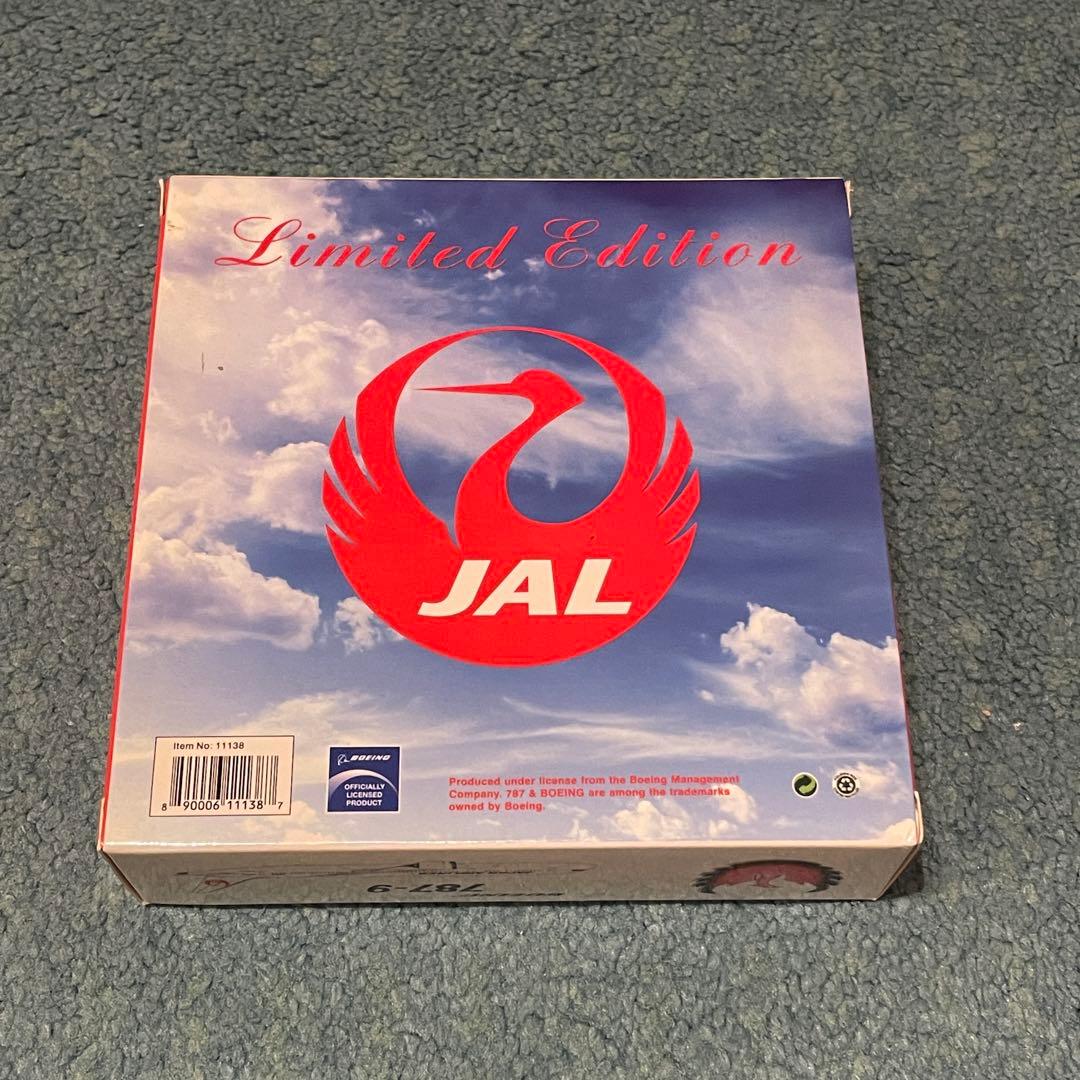 Limited Edition
JAL
Item No: 11138
8 90006 11138 7
BOEING
OFFICIALLY
LICENSED
PRODUCT
Produced under license from the Boeing Management
Company. 787 & BOEING are among the trademarks
owned by Boeing.
787-9